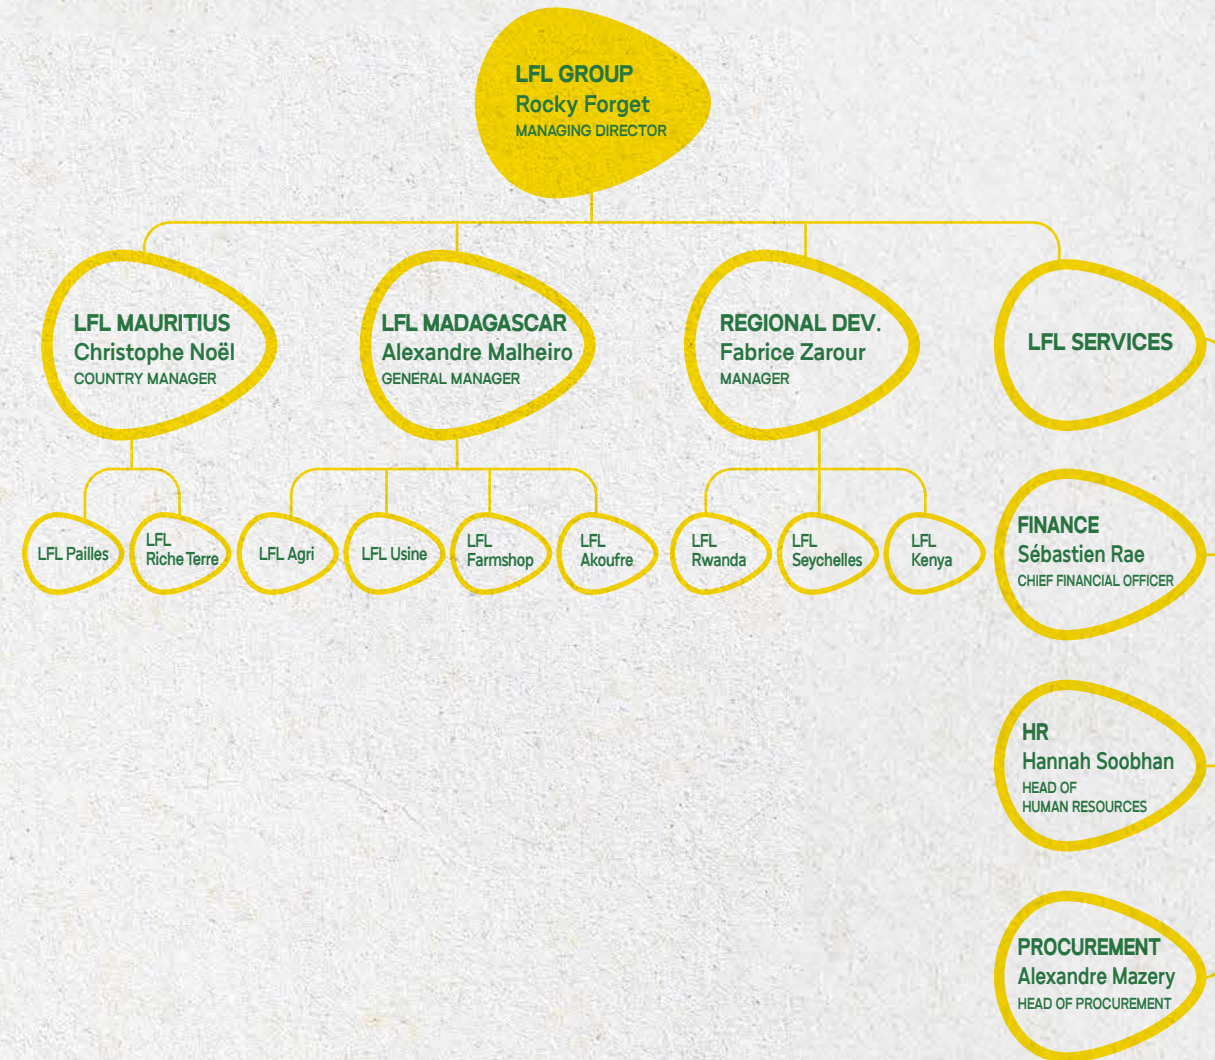 LFL GROUP
Rocky Forget
MANAGING DIRECTOR
LFL MAURITIUS
Christophe Noël
COUNTRY MANAGER
LFL MADAGASCAR
Alexandre Malheiro
GENERAL MANAGER
REGIONAL DEV.
Fabrice Zarour
MANAGER
LFL SERVICES
LFL Pailles
LFL
Riche Terre
LFL Agri
LFL Usine
LFL
Farmshop
LFL
Akoufre
LFL
Rwanda
LFL
Seychelles
LFL
Kenya
FINANCE
Sébastien Rae
CHIEF FINANCIAL OFFICER
HR
Hannah Soobhan
HEAD OF
HUMAN RESOURCES
PROCUREMENT
Alexandre Mazery
HEAD OF PROCUREMENT